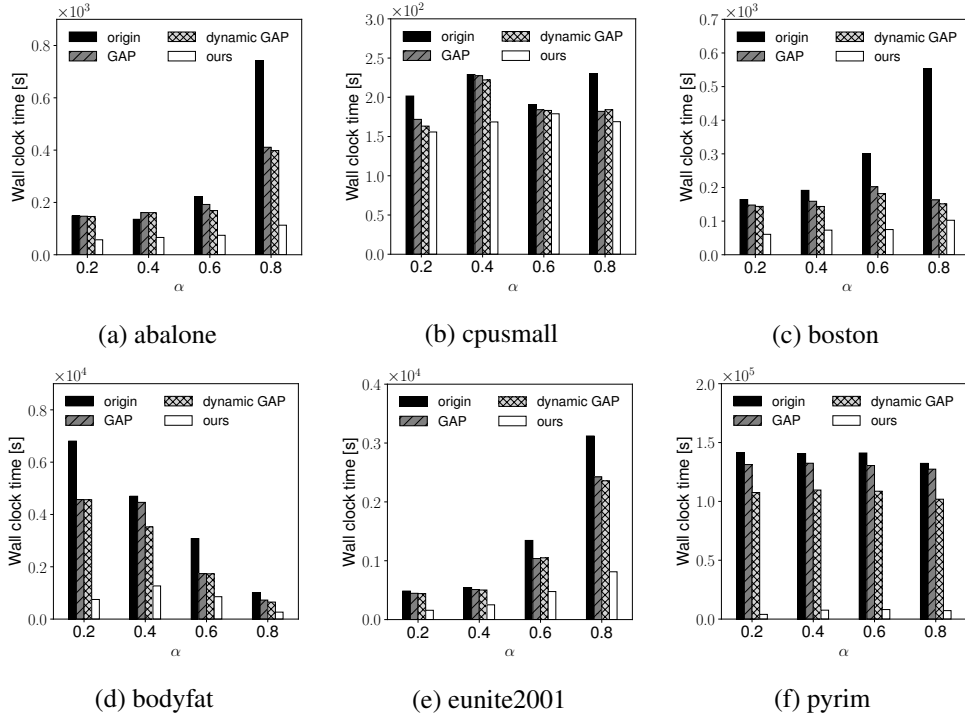 ×10³
Wall clock time [s]
0.8
0.6
0.4
0.2
0.0
origin
GAP
dynamic GAP
ours
0.2 0.4 0.6 0.8
α
(a) abalone
×10²
Wall clock time [s]
3.0
2.5
2.0
1.5
1.0
0.5
0.0
origin
GAP
dynamic GAP
ours
0.2 0.4 0.6 0.8
α
(b) cpusmall
×10³
Wall clock time [s]
0.7
0.6
0.4
0.3
0.2
0.1
0.0
origin
GAP
dynamic GAP
ours
0.2 0.4 0.6 0.8
α
(c) boston
×10⁴
Wall clock time [s]
0.8
0.6
0.4
0.2
0.0
origin
GAP
dynamic GAP
ours
0.2 0.4 0.6 0.8
α
(d) bodyfat
×10⁴
Wall clock time [s]
0.4
0.3
0.2
0.1
0.0
origin
GAP
dynamic GAP
ours
0.2 0.4 0.6 0.8
α
(e) eunite2001
×10⁵
Wall clock time [s]
2.0
1.5
1.0
0.5
0.0
origin
GAP
dynamic GAP
ours
0.2 0.4 0.6 0.8
α
(f) pyrim